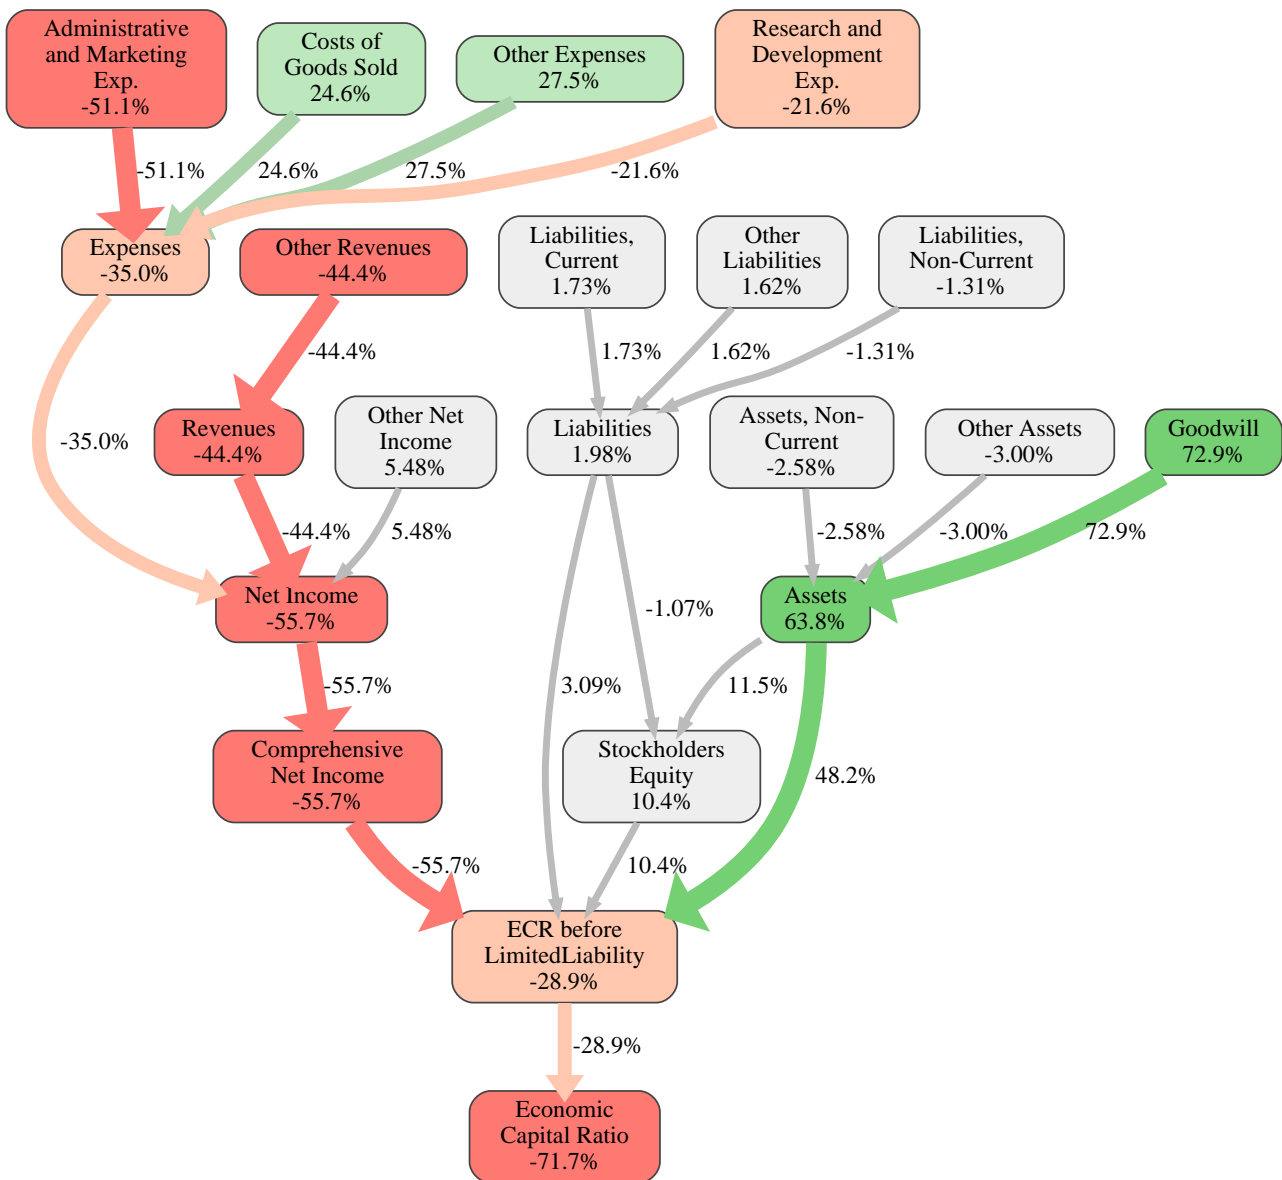 Administrative
and Marketing
Exp.
-51.1%
Costs of
Goods Sold
24.6%
Other Expenses
27.5%
Research and
Development
Exp.
-21.6%
-51.1%
24.6%
27.5%
-21.6%
Expenses
-35.0%
Other Revenues
-44.4%
Liabilities,
Current
1.73%
Other
Liabilities
1.62%
Liabilities,
Non-Current
-1.31%
-44.4%
1.73%
1.62%
-1.31%
-35.0%
Revenues
-44.4%
Other Net
Income
5.48%
Liabilities
1.98%
Assets, Non-
Current
-2.58%
Other Assets
-3.00%
Goodwill
72.9%
-44.4%
5.48%
-2.58%
-3.00%
72.9%
Net Income
-55.7%
-1.07%
Assets
63.8%
-55.7%
3.09%
11.5%
Comprehensive
Net Income
-55.7%
Stockholders
Equity
10.4%
48.2%
-55.7%
10.4%
ECR before
LimitedLiability
-28.9%
-28.9%
Economic
Capital Ratio
-71.7%